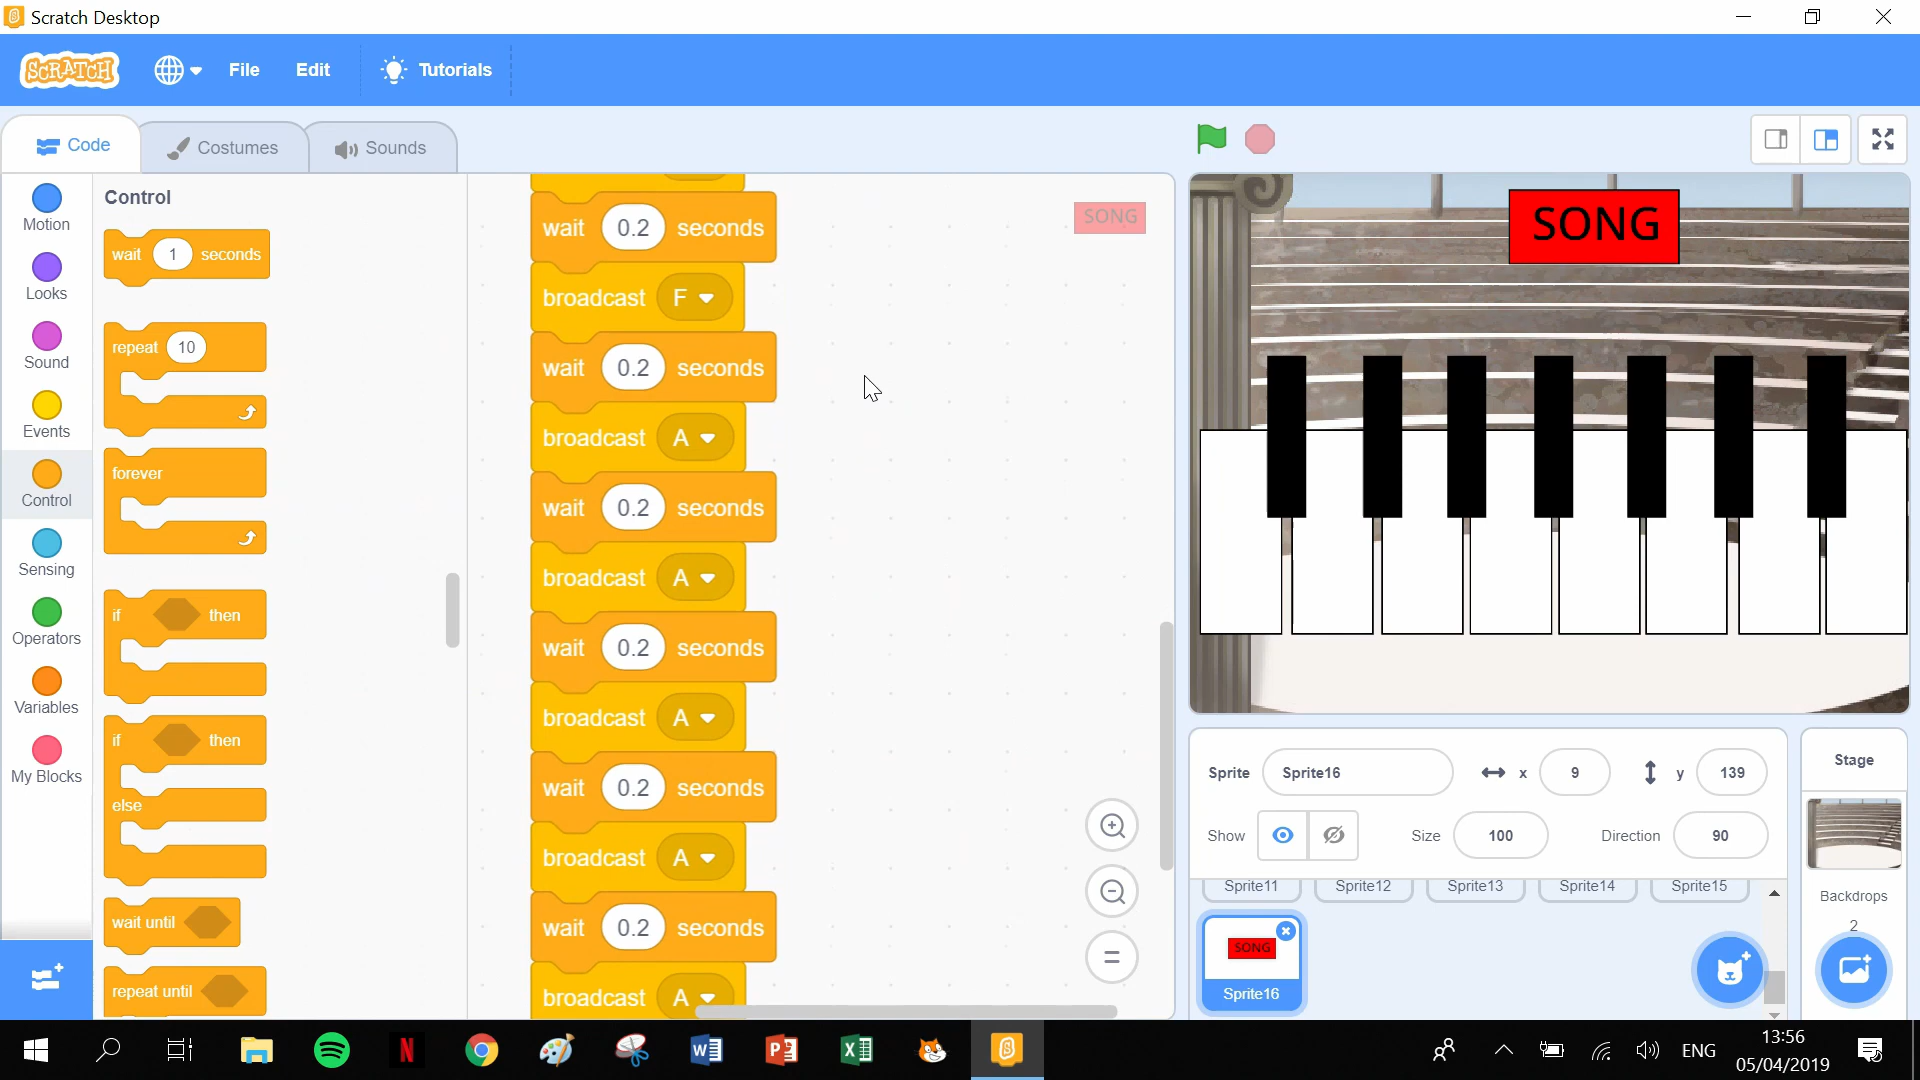 Scratch Desktop
SCRATCH
File
Edit
Tutorials
Code
Costumes
Sounds
Motion
Looks
Sound
Events
Control
Sensing
Operators
Variables
My Blocks
Control
wait 1 seconds
repeat 10
forever
if then
if then
else
wait until
repeat until
wait 0.2 seconds
broadcast F
wait 0.2 seconds
broadcast A
wait 0.2 seconds
broadcast A
wait 0.2 seconds
broadcast A
wait 0.2 seconds
broadcast A
wait 0.2 seconds
broadcast A
SONG
SONG
Sprite Sprite16 x 9 y 139
Show Size 100 Direction 90
Sprite11 Sprite12 Sprite13 Sprite14 Sprite15
SONG
Sprite16
Stage
Backdrops
2
ENG
13:56
05/04/2019